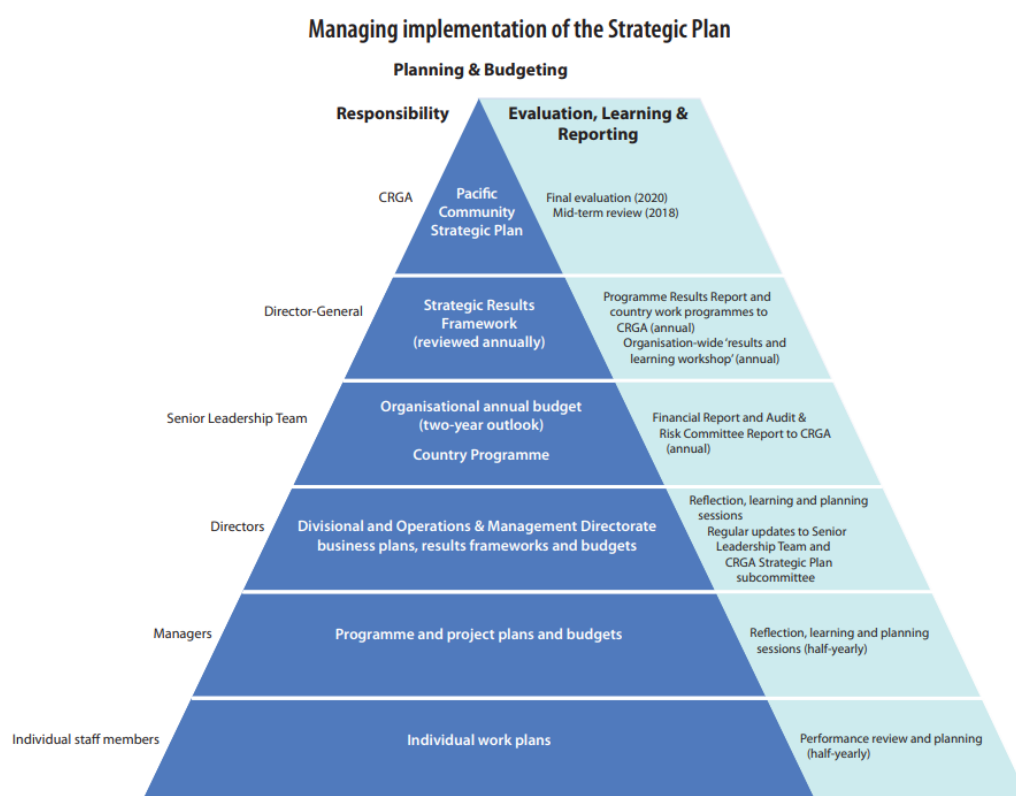 Managing implementation of the Strategic Plan
Planning & Budgeting
Responsibility
Evaluation, Learning &
Reporting
CRGA
Pacific
Community
Strategic Plan
Final evaluation (2020)
Mid-term review (2018)
Director-General
Strategic Results
Framework
(reviewed annually)
Programme Results Report and
country work programmes to
CRGA (annual)
Organisation-wide ‘results and
learning workshop’ (annual)
Senior Leadership Team
Organisational annual budget
(two-year outlook)
Country Programme
Financial Report and Audit &
Risk Committee Report to CRGA
(annual)
Directors
Divisional and Operations & Management Directorate
business plans, results frameworks and budgets
Reflection, learning and planning
sessions
Regular updates to Senior
Leadership Team and
CRGA Strategic Plan
subcommittee
Managers
Programme and project plans and budgets
Reflection, learning and planning
sessions (half-yearly)
Individual staff members
Individual work plans
Performance review and planning
(half-yearly)